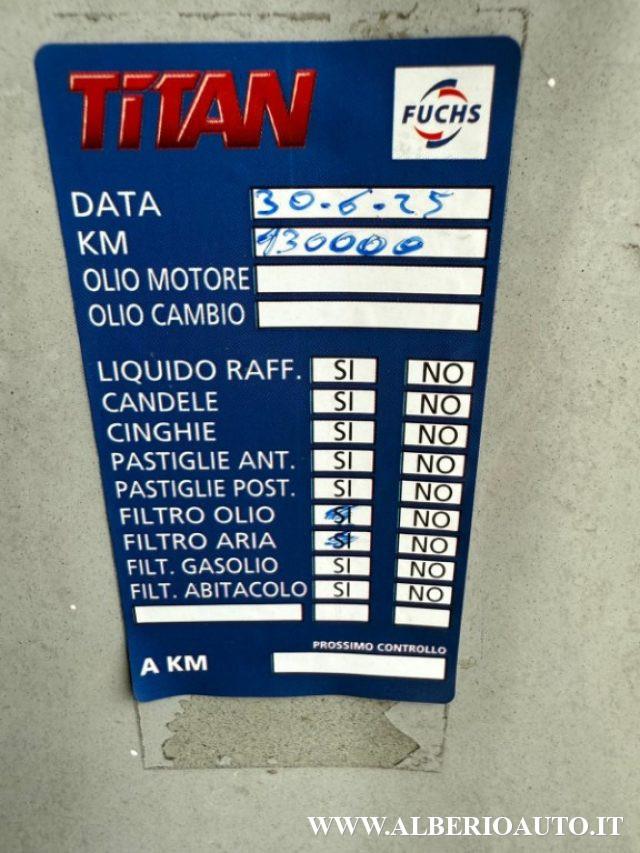 TiTAN
FUCHS
DATA 30-6-25
KM 130000
OLIO MOTORE
OLIO CAMBIO
LIQUIDO RAFF. SI NO
CANDELE SI NO
CINGHIE SI NO
PASTIGLIE ANT. SI NO
PASTIGLIE POST. SI NO
FILTRO OLIO SI NO
FILTRO ARIA SI NO
FILT. GASOLIO SI NO
FILT. ABITACOLO SI NO
PROSSIMO CONTROLLO
A KM
WWW.ALBERIOAUTO.IT